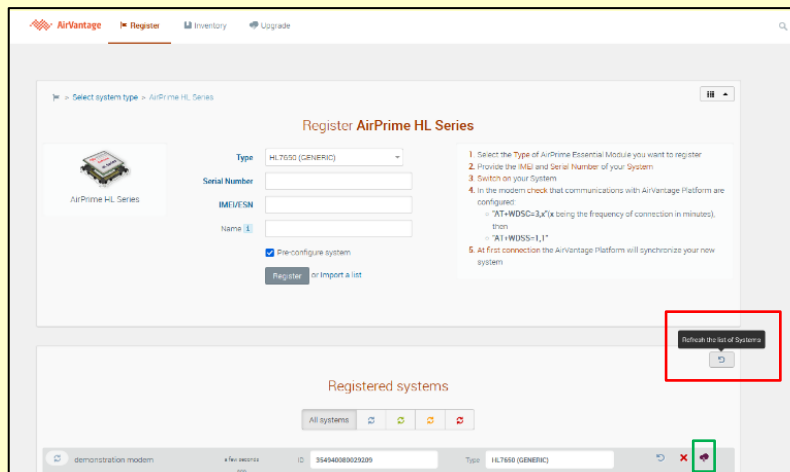 AirVantage Register Inventory Upgrade
> Select system type > AirPrime HL Series
Register AirPrime HL Series
AirPrime HL Series
Type HL7650 (GENERIC)
Serial Number
IMEI/ESN
Name i
Pre-configure system
Register or Import a list
1. Select the Type of AirPrime Essential Module you want to register
2. Provide the IMEI and Serial Number of your System
3. Switch on your System
4. In the modem check that communications with AirVantage Platform are
configured:
"AT+WDSC=3,x"(x being the frequency of connection in minutes),
then
"AT+WDSS=1,1"
5. At first connection the AirVantage Platform will synchronize your new
system
Refresh the list of Systems
Registered systems
All systems
demonstration modem a few seconds ID 354940080029209 Type HL7650 (GENERIC)